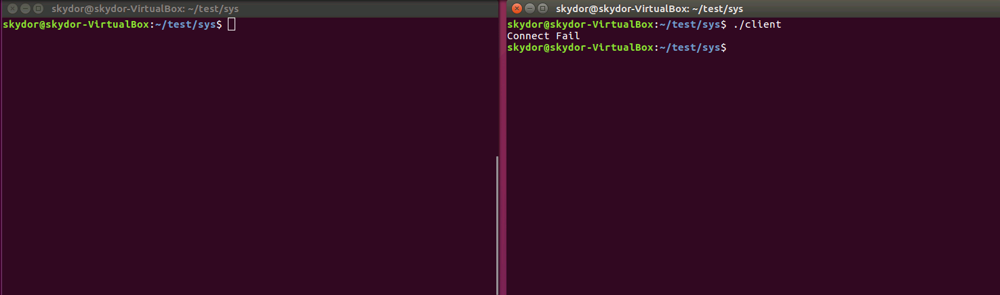 skydor@skydor-VirtualBox: ~/test/sys
skydor@skydor-VirtualBox:~/test/sys$
skydor@skydor-VirtualBox: ~/test/sys
skydor@skydor-VirtualBox:~/test/sys$ ./client
Connect Fail
skydor@skydor-VirtualBox:~/test/sys$